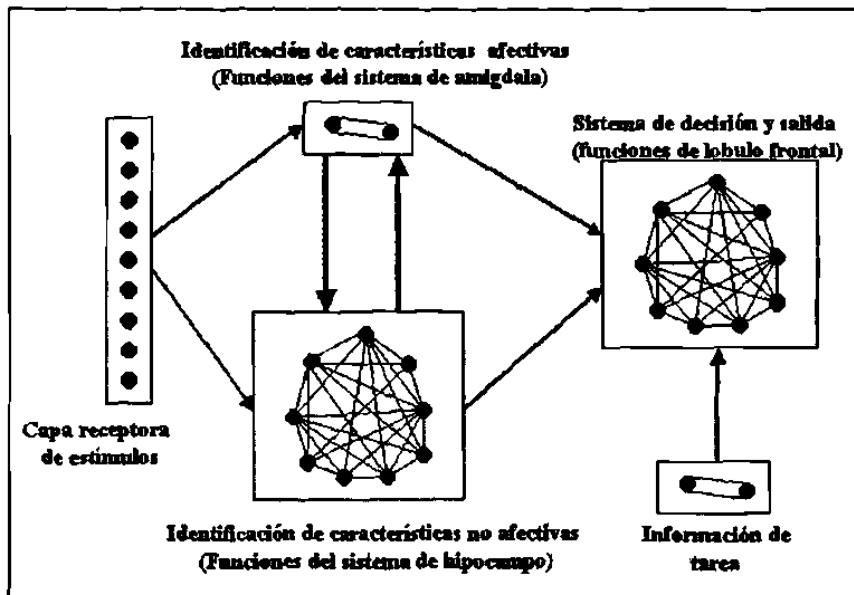 Identificación de características afectivas
(Funciones del sistema de amígdala)
Sistema de decisión y salida
(funciones de lobulo frontal)
Capa receptora
de estímulos
Identificación de características no afectivas
(Funciones del sistema de hipocampo)
Información de
tarea